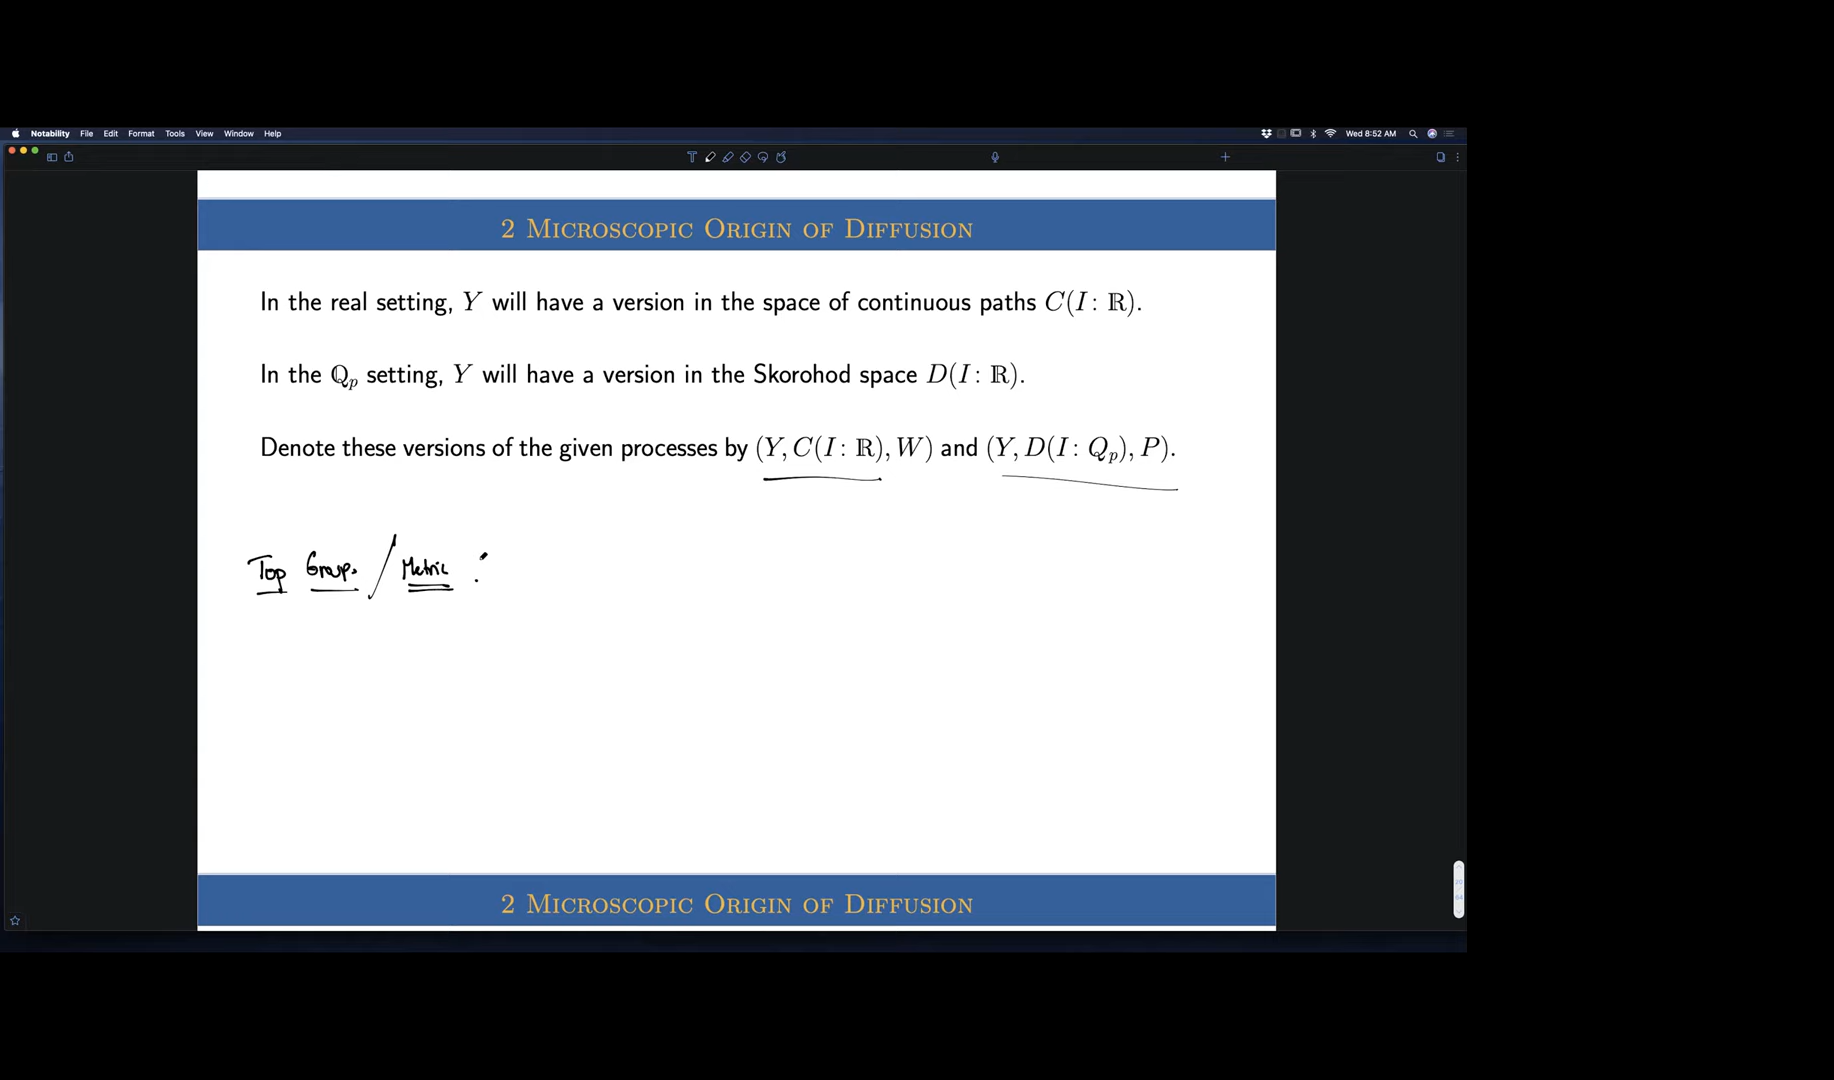 Notability File Edit Format Tools View Window Help Wed 8:52 AM
2 Microscopic Origin of Diffusion
In the real setting, Y will have a version in the space of continuous paths C(I: ℝ).
In the ℚₚ setting, Y will have a version in the Skorohod space D(I: ℝ).
Denote these versions of the given processes by (Y, C(I: ℝ), W) and (Y, D(I: Qₚ), P).
Top Group / Metric :
2 Microscopic Origin of Diffusion